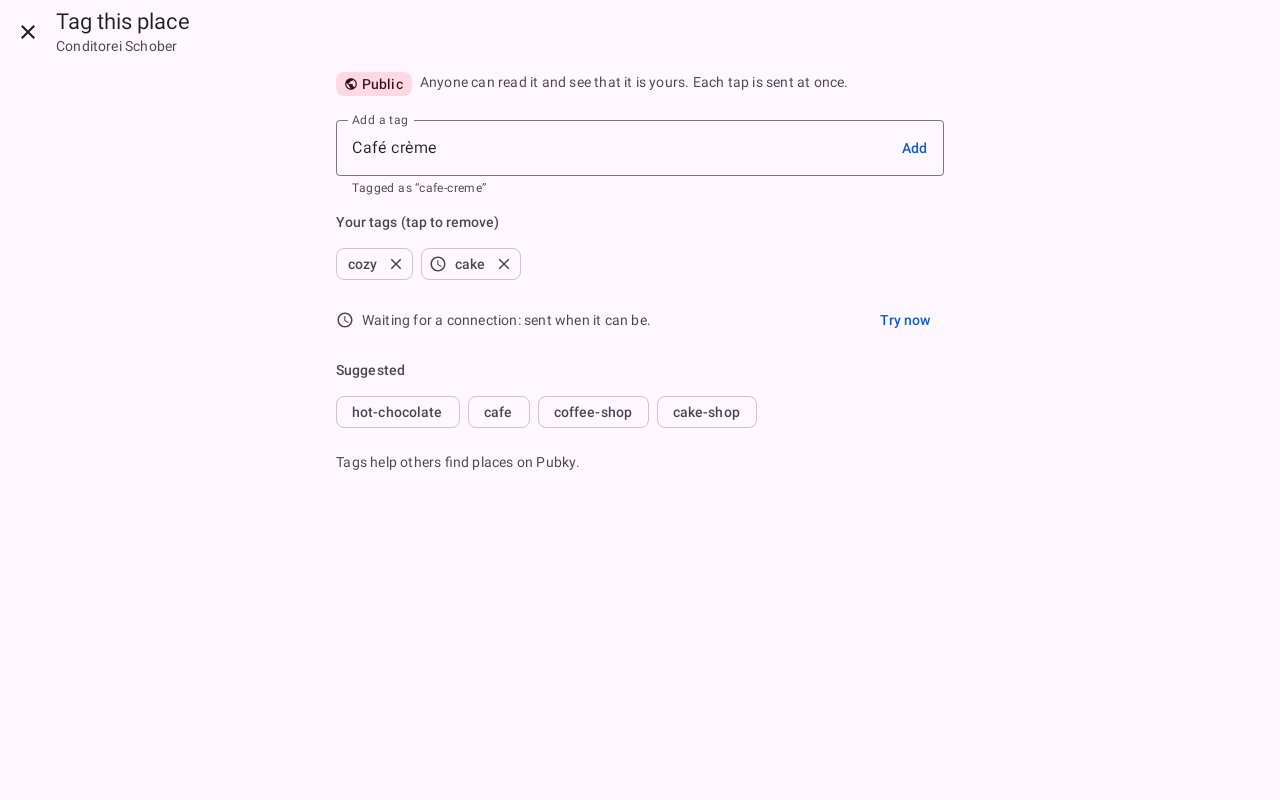 Tag this place
Conditorei Schober
Public Anyone can read it and see that it is yours. Each tap is sent at once.
Add a tag
Café crème Add
Tagged as “cafe-creme”
Your tags (tap to remove)
cozy cake
Waiting for a connection: sent when it can be. Try now
Suggested
hot-chocolate cafe coffee-shop cake-shop
Tags help others find places on Pubky.